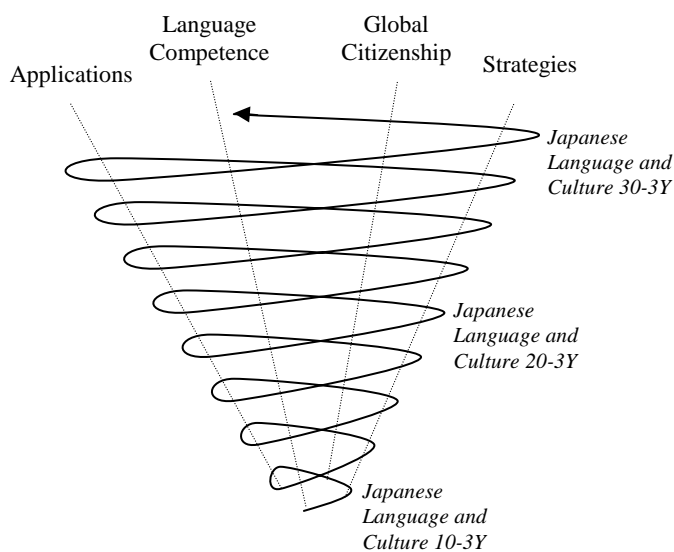 Applications
Language
Competence
Global
Citizenship
Strategies
Japanese
Language and
Culture 30-3Y
Japanese
Language and
Culture 20-3Y
Japanese
Language and
Culture 10-3Y